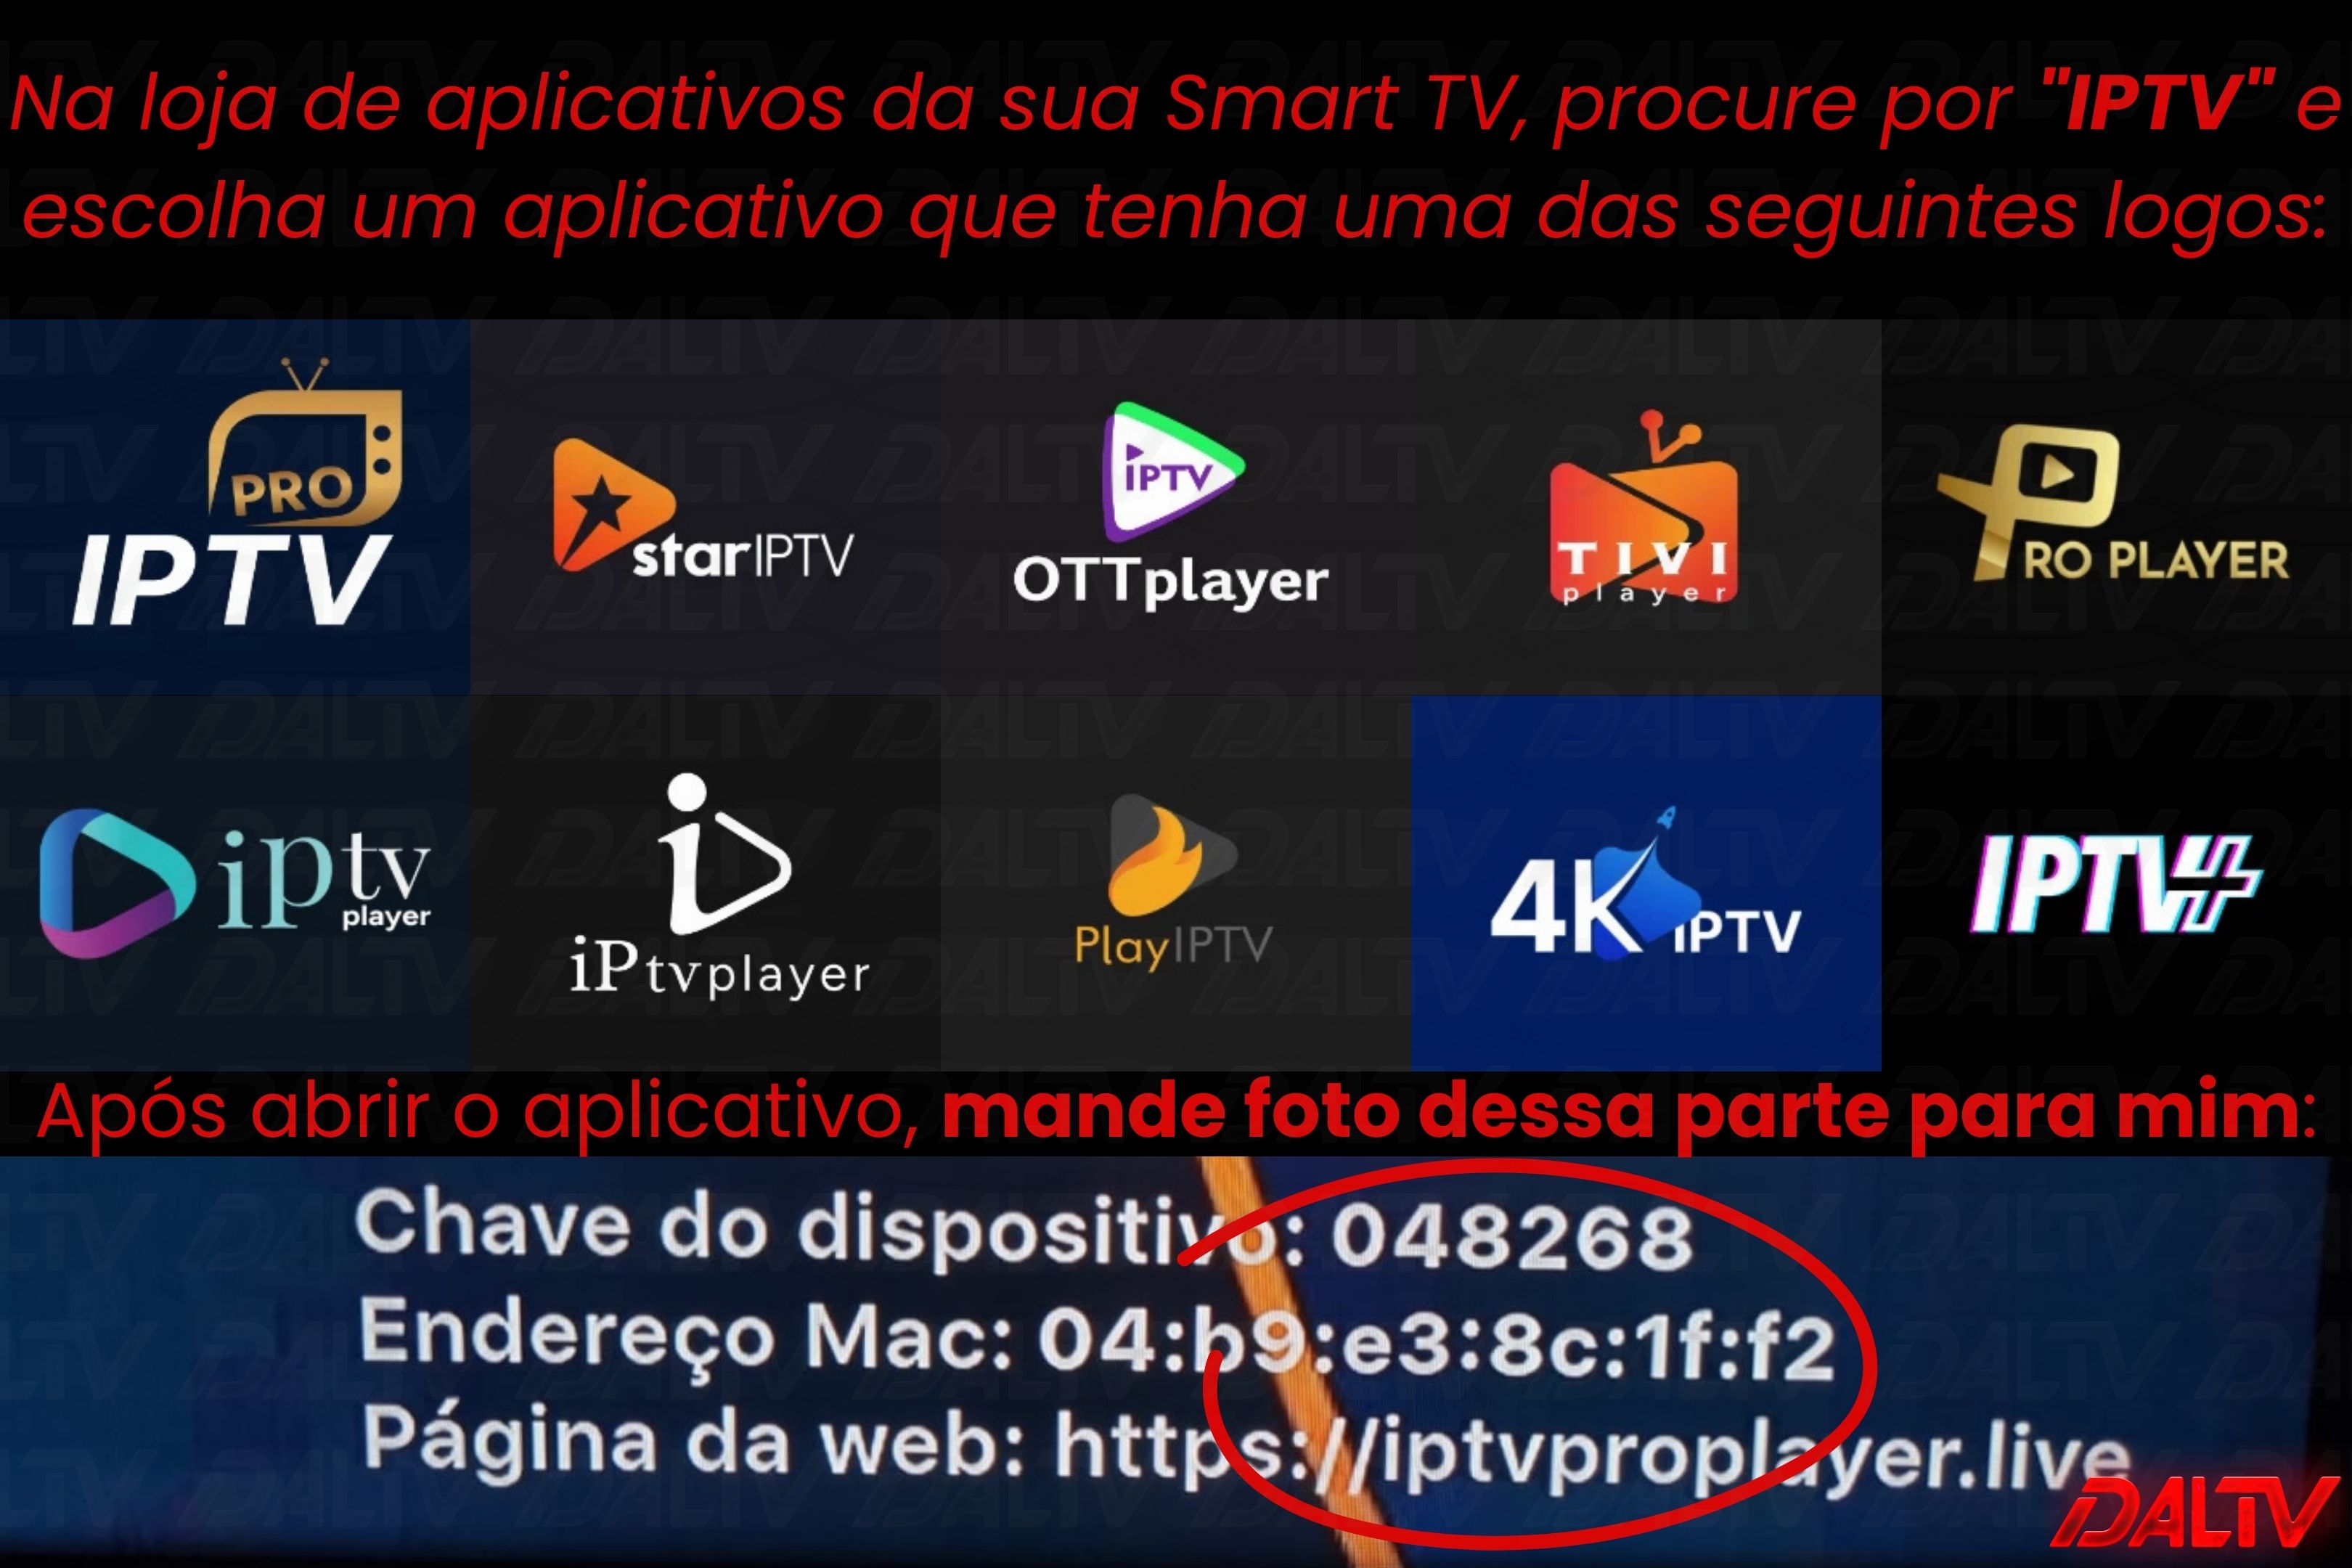 Na loja de aplicativos da sua Smart TV, procure por "IPTV" e
escolha um aplicativo que tenha uma das seguintes logos:
PRO
IPTV
starIPTV
IPTV
OTTplayer
TIVI
player
PRO PLAYER
iptv
player
iPtvplayer
PlayIPTV
4K IPTV
IPTV+
Após abrir o aplicativo, mande foto dessa parte para mim:
Chave do dispositivo: 048268
Endereço Mac: 04:b9:e3:8c:1f:f2
Página da web: https://iptvproplayer.live
DALTV